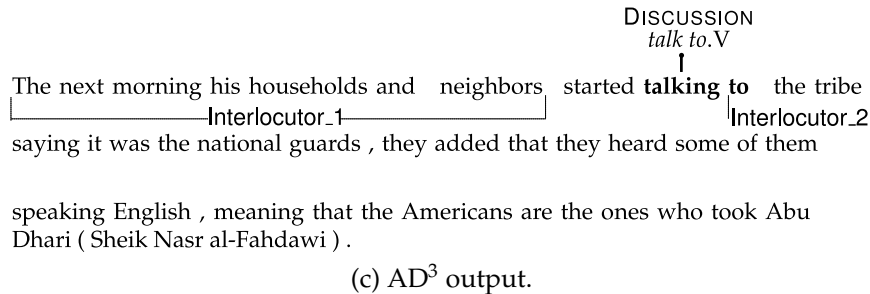 DISCUSSION
talk to.V
The next morning his households and neighbors started talking to the tribe
Interlocutor_1 Interlocutor_2
saying it was the national guards , they added that they heard some of them
speaking English , meaning that the Americans are the ones who took Abu
Dhari ( Sheik Nasr al-Fahdawi ) .
(c) AD³ output.